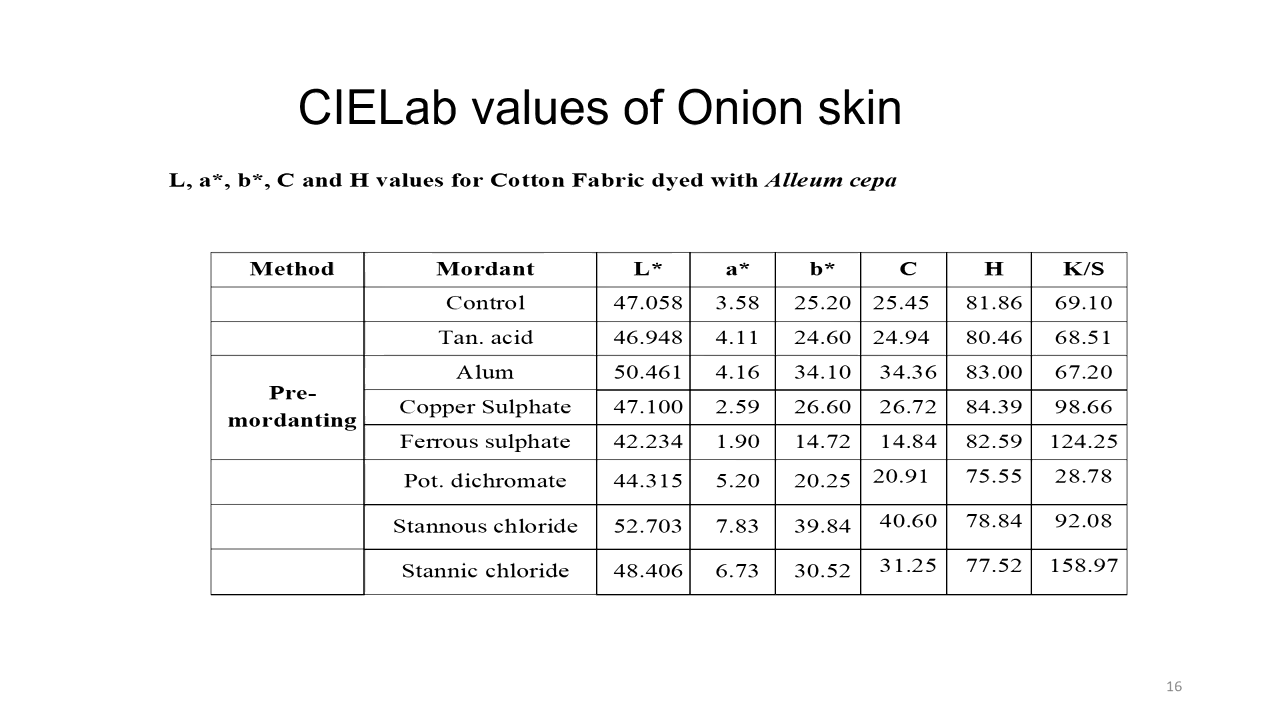 CIELab values of Onion skin
L, a*, b*, C and H values for Cotton Fabric dyed with Alleum cepa
Method Mordant L* a* b* C H K/S
Control 47.058 3.58 25.20 25.45 81.86 69.10
Tan. acid 46.948 4.11 24.60 24.94 80.46 68.51
Pre-
mordanting
Alum 50.461 4.16 34.10 34.36 83.00 67.20
Copper Sulphate 47.100 2.59 26.60 26.72 84.39 98.66
Ferrous sulphate 42.234 1.90 14.72 14.84 82.59 124.25
Pot. dichromate 44.315 5.20 20.25 20.91 75.55 28.78
Stannous chloride 52.703 7.83 39.84 40.60 78.84 92.08
Stannic chloride 48.406 6.73 30.52 31.25 77.52 158.97
16